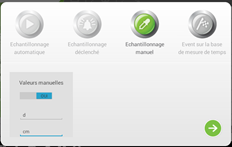 Echantillonnage
automatique
Echantillonnage
déclenché
Echantillonnage
manuel
Event sur la base
de mesure de temps
Valeurs manuelles
d
cm